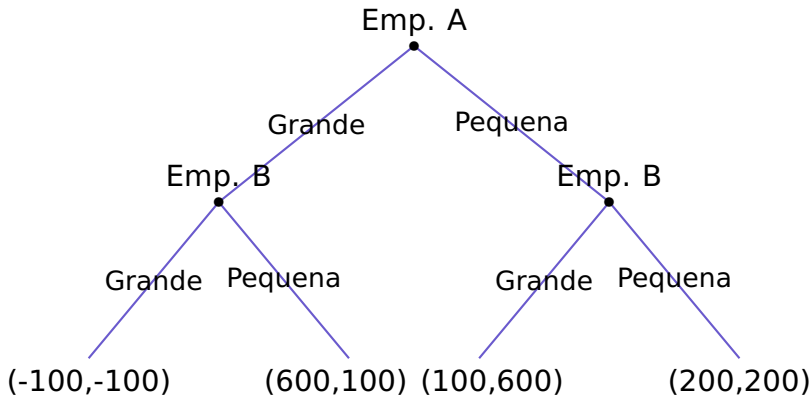 Emp. A
Grande
Pequena
Emp. B
Emp. B
Grande
Pequena
Grande
Pequena
(-100,-100)
(600,100)
(100,600)
(200,200)